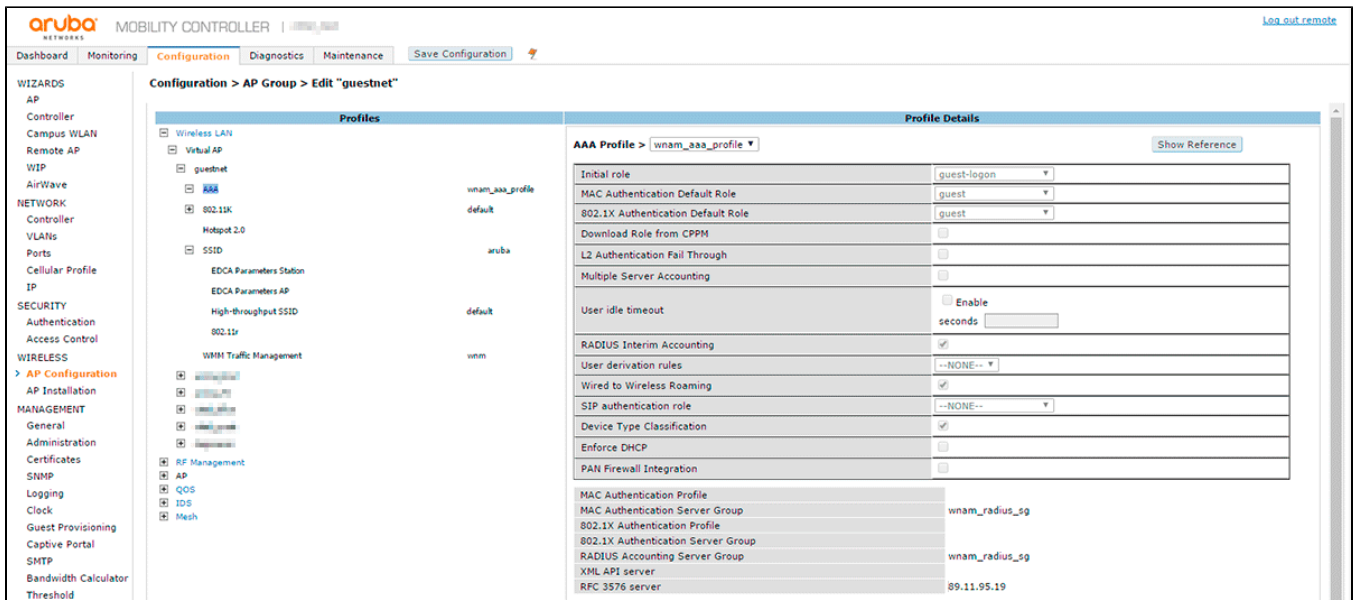 aruba NETWORKS MOBILITY CONTROLLER |
Log out remote
Dashboard Monitoring Configuration Diagnostics Maintenance Save Configuration
WIZARDS
AP
Controller
Campus WLAN
Remote AP
WIP
AirWave
NETWORK
Controller
VLANs
Ports
Cellular Profile
IP
SECURITY
Authentication
Access Control
WIRELESS
> AP Configuration
AP Installation
MANAGEMENT
General
Administration
Certificates
SNMP
Logging
Clock
Guest Provisioning
Captive Portal
SMTP
Bandwidth Calculator
Threshold
Configuration > AP Group > Edit "guestnet"
Profiles
Wireless LAN
Virtual AP
guestnet
AAA wnam_aaa_profile
802.11K default
Hotspot 2.0
SSID aruba
EDCA Parameters Station
EDCA Parameters AP
High-throughput SSID default
802.11r
WMM Traffic Management wnm
RF Management
AP
QOS
IDS
Mesh
Profile Details
AAA Profile > wnam_aaa_profile Show Reference
Initial role guest-logon
MAC Authentication Default Role guest
802.1X Authentication Default Role guest
Download Role from CPPM
L2 Authentication Fail Through
Multiple Server Accounting
User idle timeout Enable
seconds
RADIUS Interim Accounting
User derivation rules --NONE--
Wired to Wireless Roaming
SIP authentication role --NONE--
Device Type Classification
Enforce DHCP
PAN Firewall Integration
MAC Authentication Profile
MAC Authentication Server Group wnam_radius_sg
802.1X Authentication Profile
802.1X Authentication Server Group
RADIUS Accounting Server Group wnam_radius_sg
XML API server
RFC 3576 server 89.11.95.19